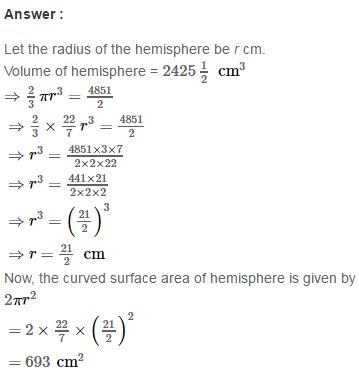 Answer :
Let the radius of the hemisphere be r cm.
Volume of hemisphere = 2425 1/2 cm³
⇒ 2/3 πr³ = 4851/2
⇒ 2/3 × 22/7 r³ = 4851/2
⇒ r³ = 4851×3×7/2×2×22
⇒ r³ = 441×21/2×2×2
⇒ r³ = (21/2)³
⇒ r = 21/2 cm
Now, the curved surface area of hemisphere is given by
2πr²
= 2 × 22/7 × (21/2)²
= 693 cm²